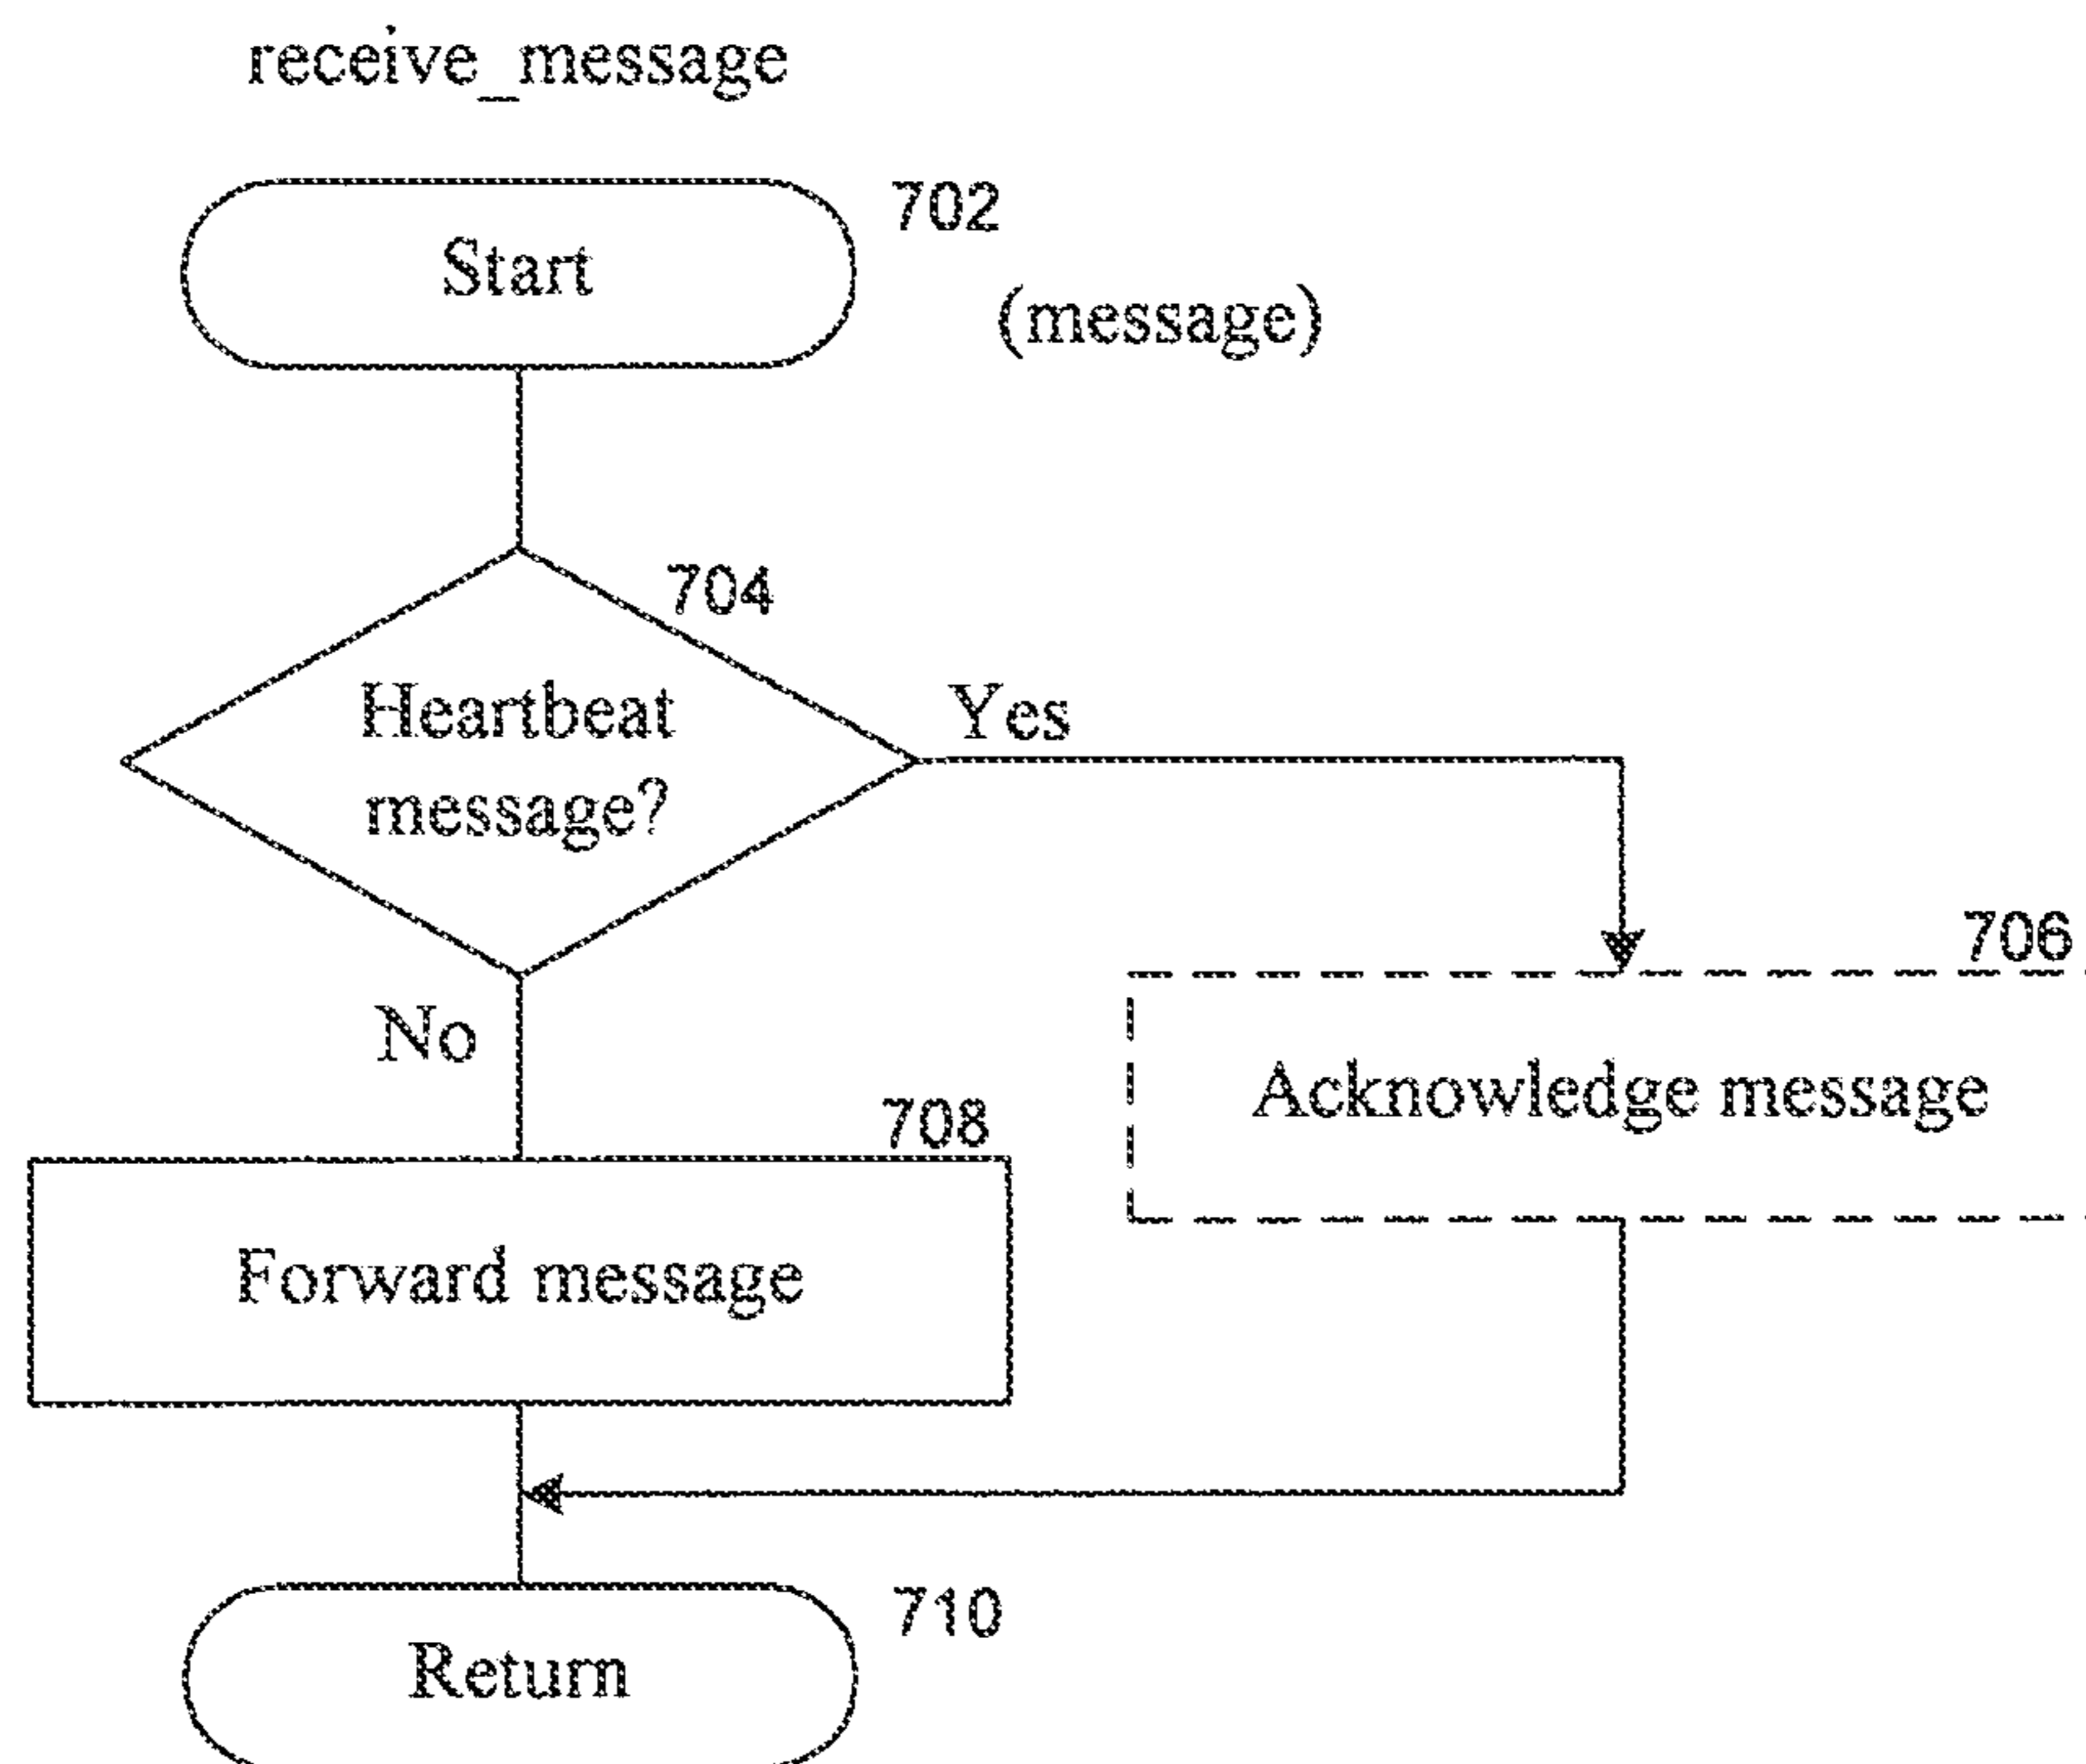 receive_message
702
Start
(message)
704
Heartbeat
message?
Yes
706
No
Acknowledge message
708
Forward message
710
Return